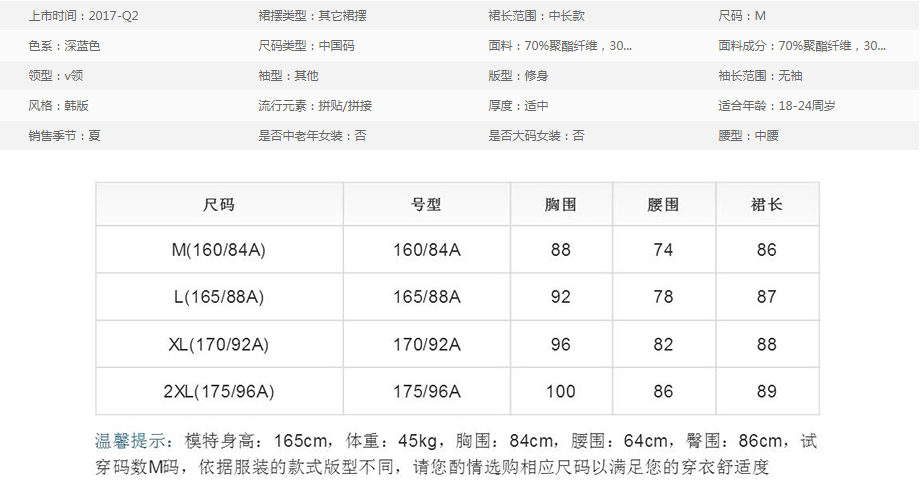 上市时间：2017-Q2 裙摆类型：其它裙摆 裙长范围：中长款 尺码：M
色系：深蓝色 尺码类型：中国码 面料：70%聚酯纤维，30... 面料成分：70%聚酯纤维，30...
领型：v领 袖型：其他 版型：修身 袖长范围：无袖
风格：韩版 流行元素：拼贴/拼接 厚度：适中 适合年龄：18-24周岁
销售季节：夏 是否中老年女装：否 是否大码女装：否 腰型：中腰
尺码 号型 胸围 腰围 裙长
M(160/84A) 160/84A 88 74 86
L(165/88A) 165/88A 92 78 87
XL(170/92A) 170/92A 96 82 88
2XL(175/96A) 175/96A 100 86 89
温馨提示：模特身高：165cm，体重：45kg，胸围：84cm，腰围：64cm，臀围：86cm，试
穿码数M码，依据服装的款式版型不同，请您酌情选购相应尺码以满足您的穿衣舒适度